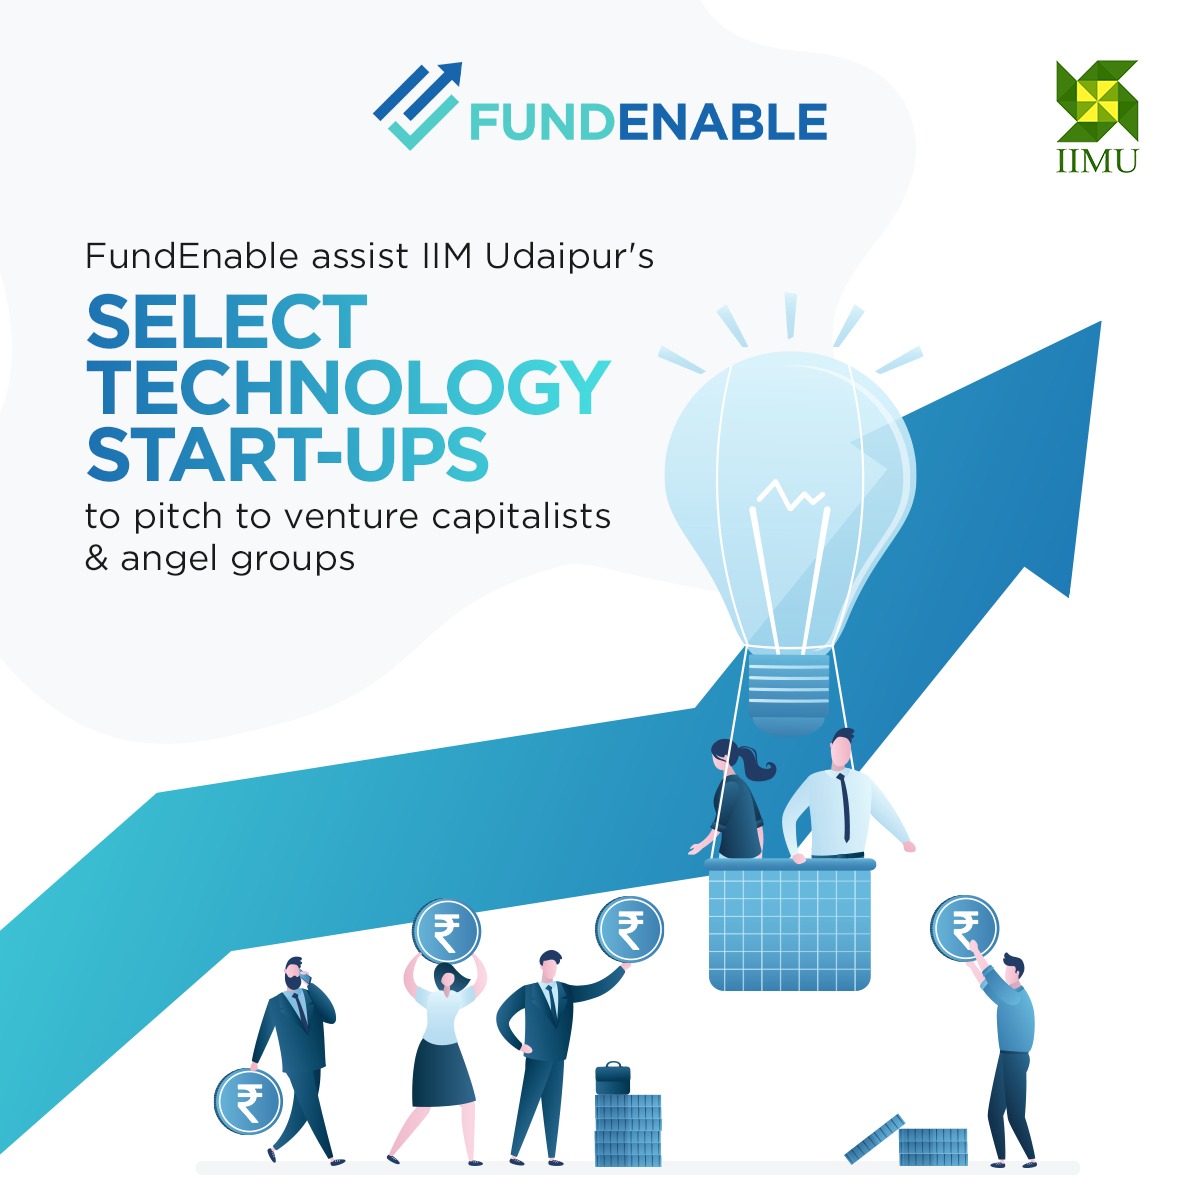 FUNDENABLE
IIMU
FundEnable assist IIM Udaipur's
SELECT
TECHNOLOGY
START-UPS
to pitch to venture capitalists
& angel groups
₹
₹
₹
₹